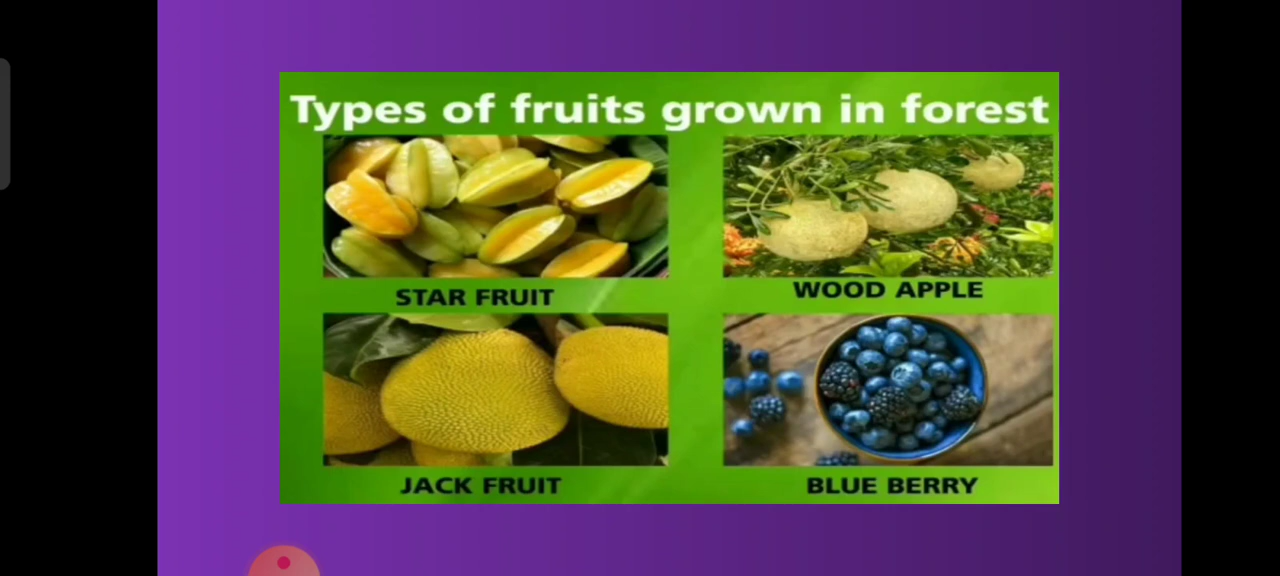 Types of fruits grown in forest
STAR FRUIT
WOOD APPLE
JACK FRUIT
BLUE BERRY